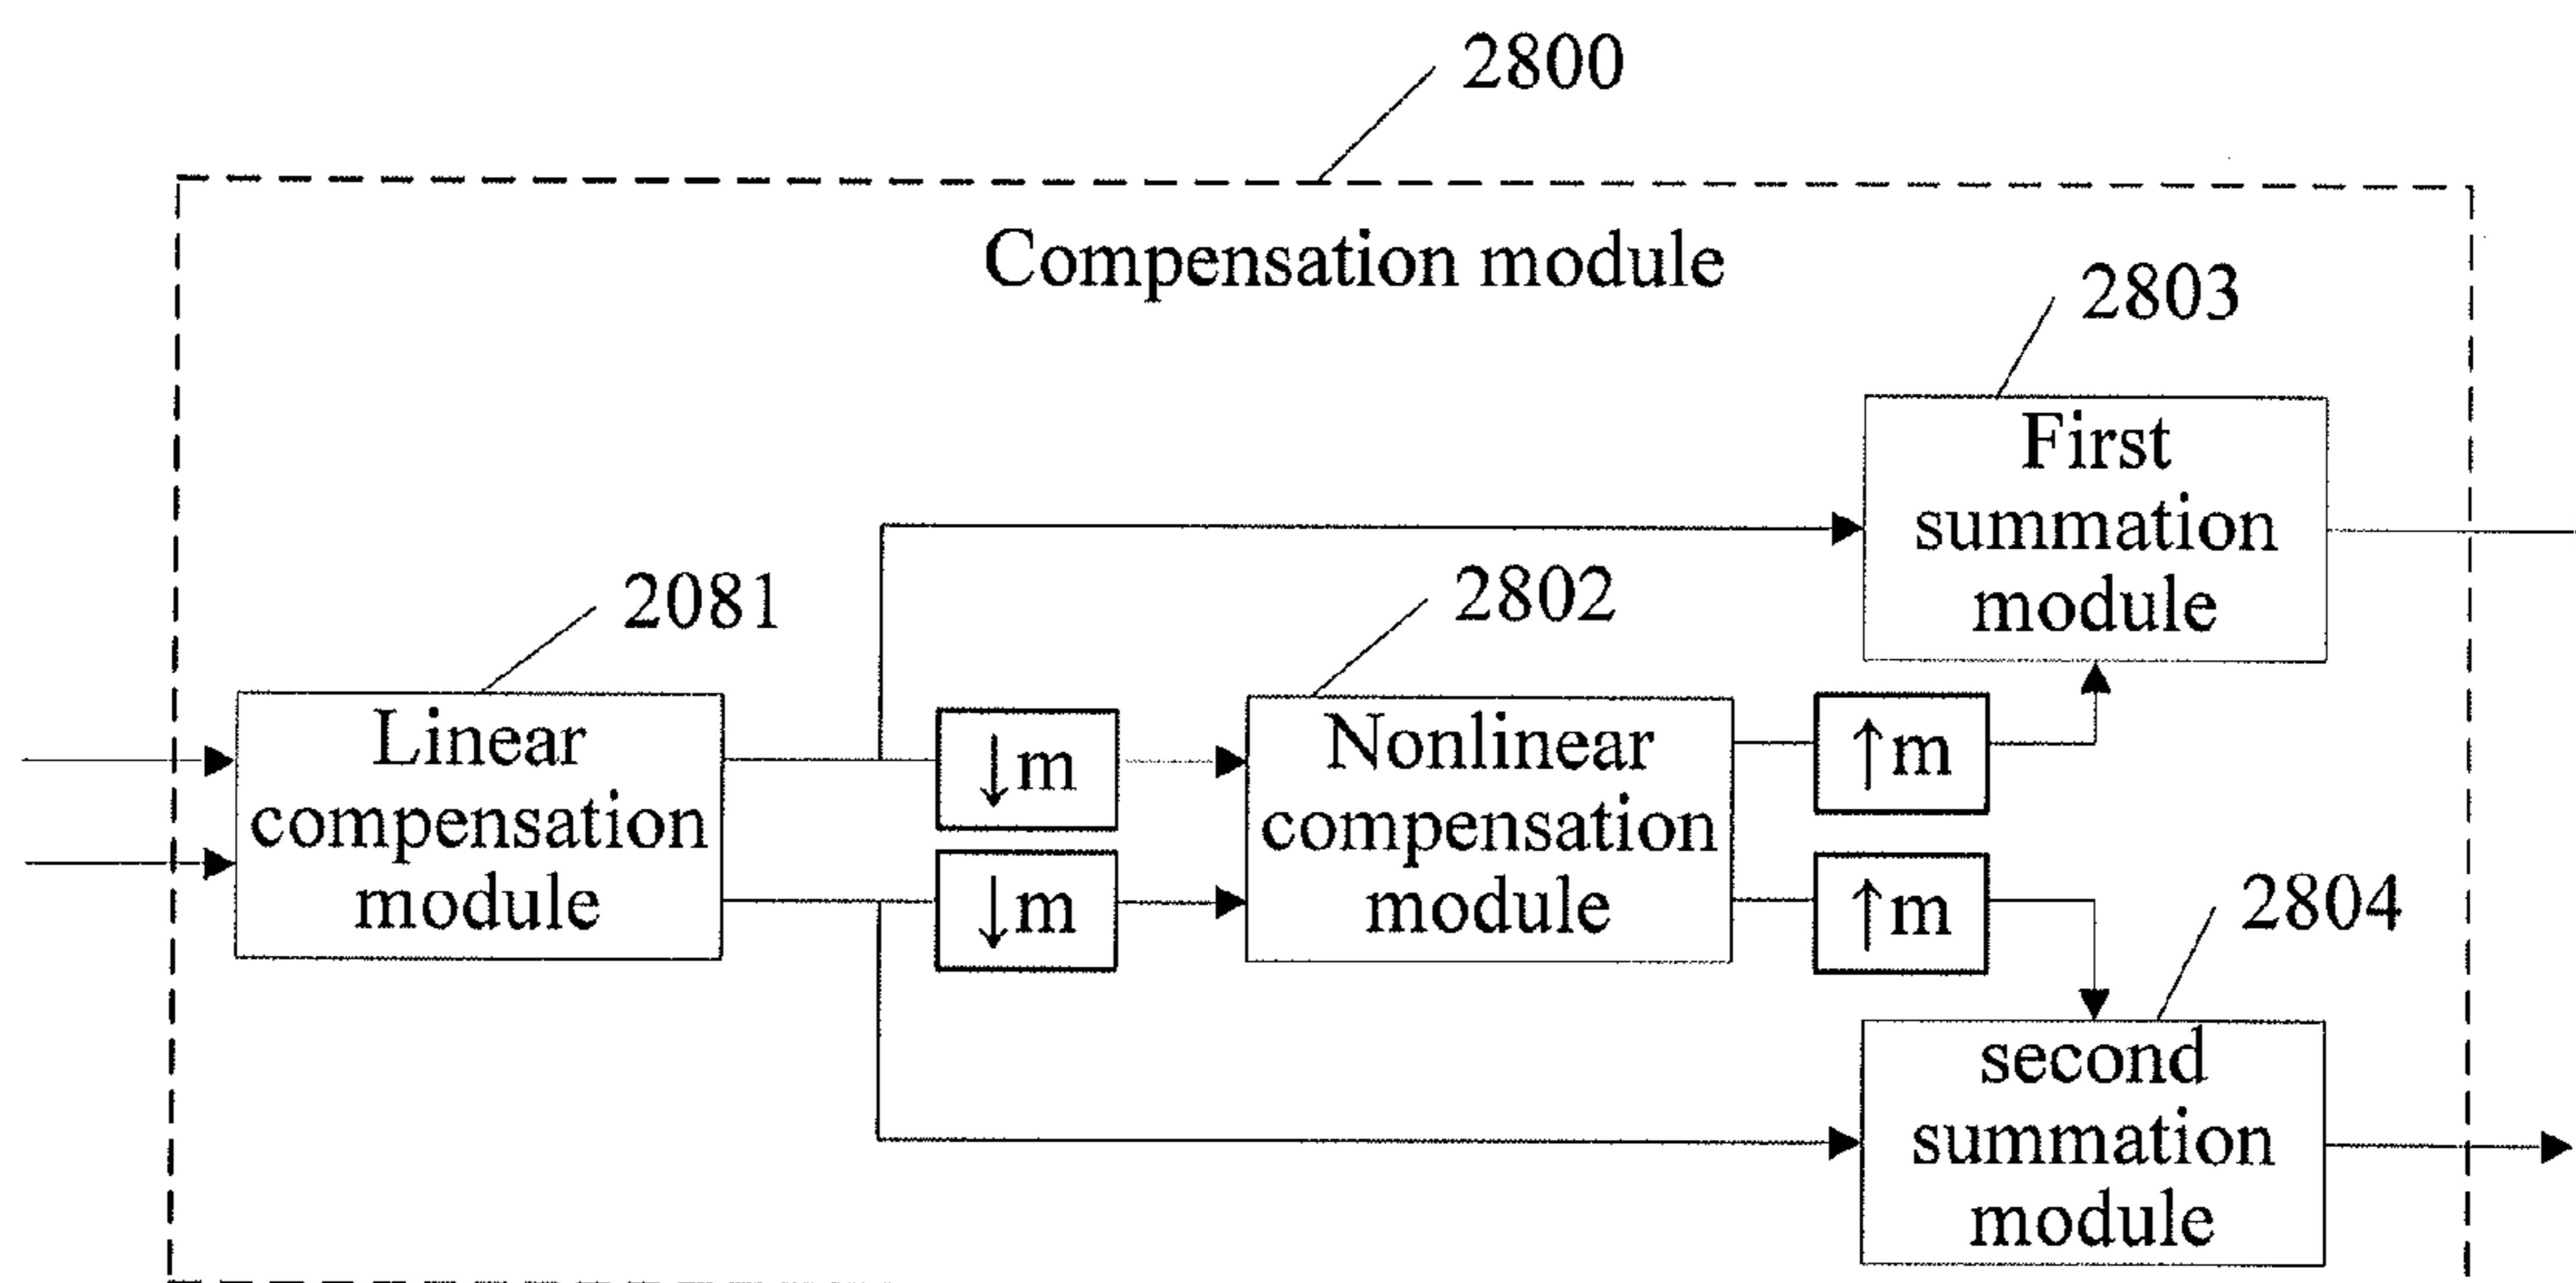 2800
Compensation module
2803
First
summation
module
2081
2802
Linear
compensation
module
↓m
↓m
Nonlinear
compensation
module
↑m
↑m
2804
second
summation
module